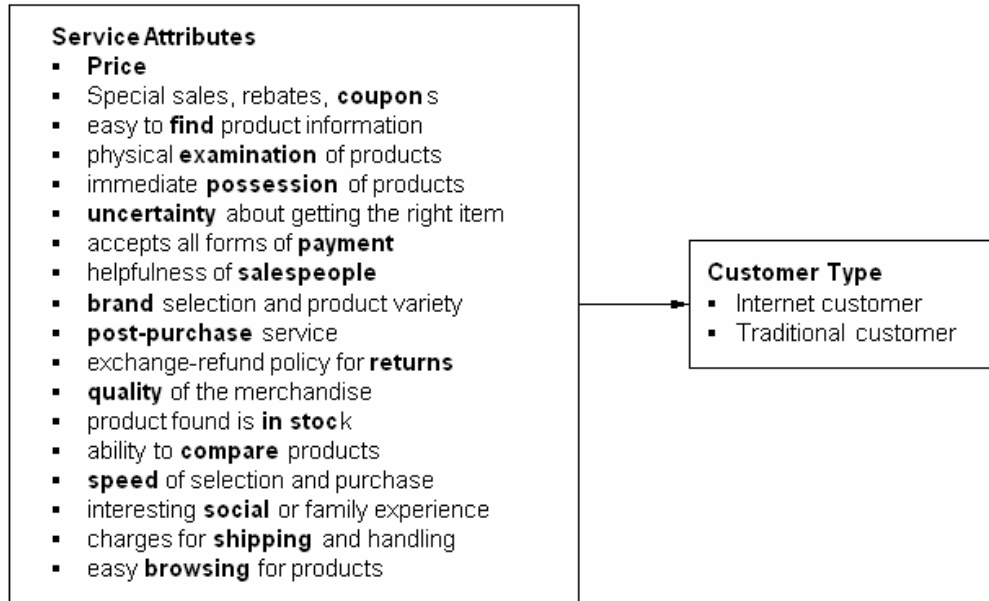 Service Attributes
▪ Price
▪ Special sales, rebates, coupons
▪ easy to find product information
▪ physical examination of products
▪ immediate possession of products
▪ uncertainty about getting the right item
▪ accepts all forms of payment
▪ helpfulness of salespeople
▪ brand selection and product variety
▪ post-purchase service
▪ exchange-refund policy for returns
▪ quality of the merchandise
▪ product found is in stock
▪ ability to compare products
▪ speed of selection and purchase
▪ interesting social or family experience
▪ charges for shipping and handling
▪ easy browsing for products
Customer Type
▪ Internet customer
▪ Traditional customer